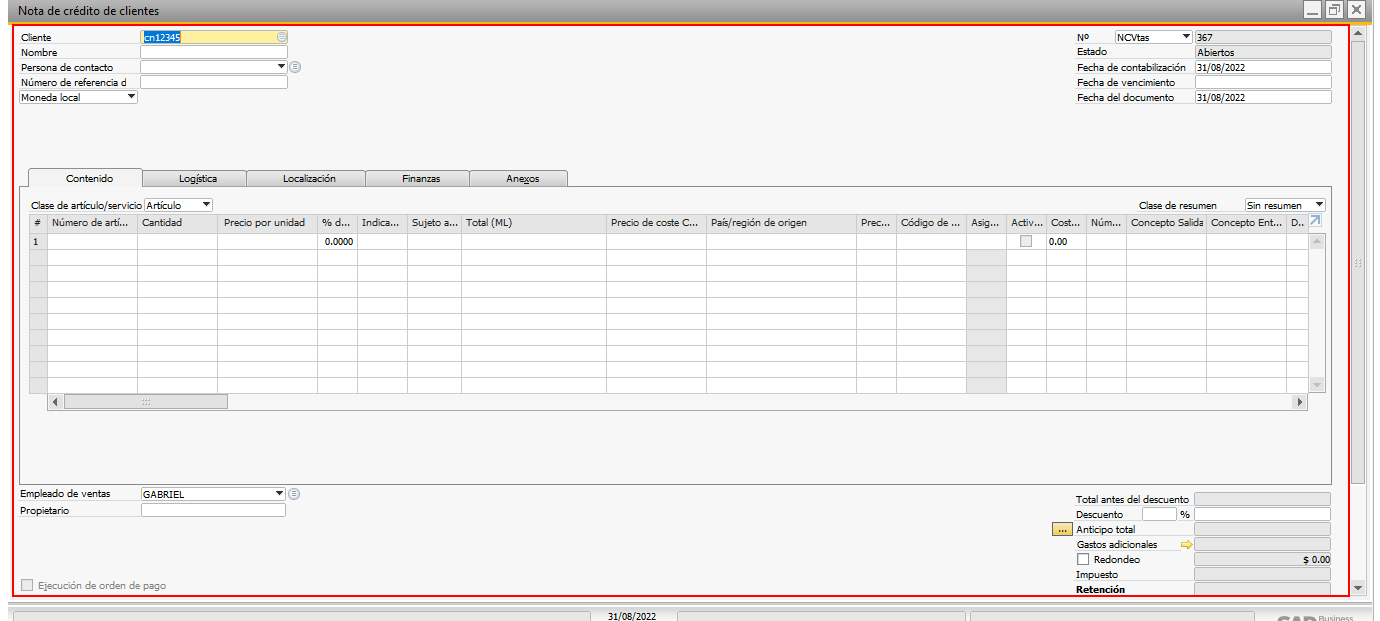 Nota de crédito de clientes
Cliente cn12345
Nombre
Persona de contacto
Número de referencia d
Moneda local
Nº NCVtas 367
Estado Abiertos
Fecha de contabilización 31/08/2022
Fecha de vencimiento
Fecha del documento 31/08/2022
Contenido Logística Localización Finanzas Anexos
Clase de artículo/servicio Artículo Clase de resumen Sin resumen
# Número de artí... Cantidad Precio por unidad % d... Indica... Sujeto a... Total (ML) Precio de coste C... País/región de origen Prec... Código de ... Asig... Activ... Cost... Núm... Concepto Salida Concepto Ent... D..
1 0.0000 0.00
Empleado de ventas GABRIEL
Propietario
Total antes del descuento
Descuento %
... Anticipo total
Gastos adicionales
Redondeo $ 0.00
Impuesto
Retención
Ejecución de orden de pago
31/08/2022
SAP Business